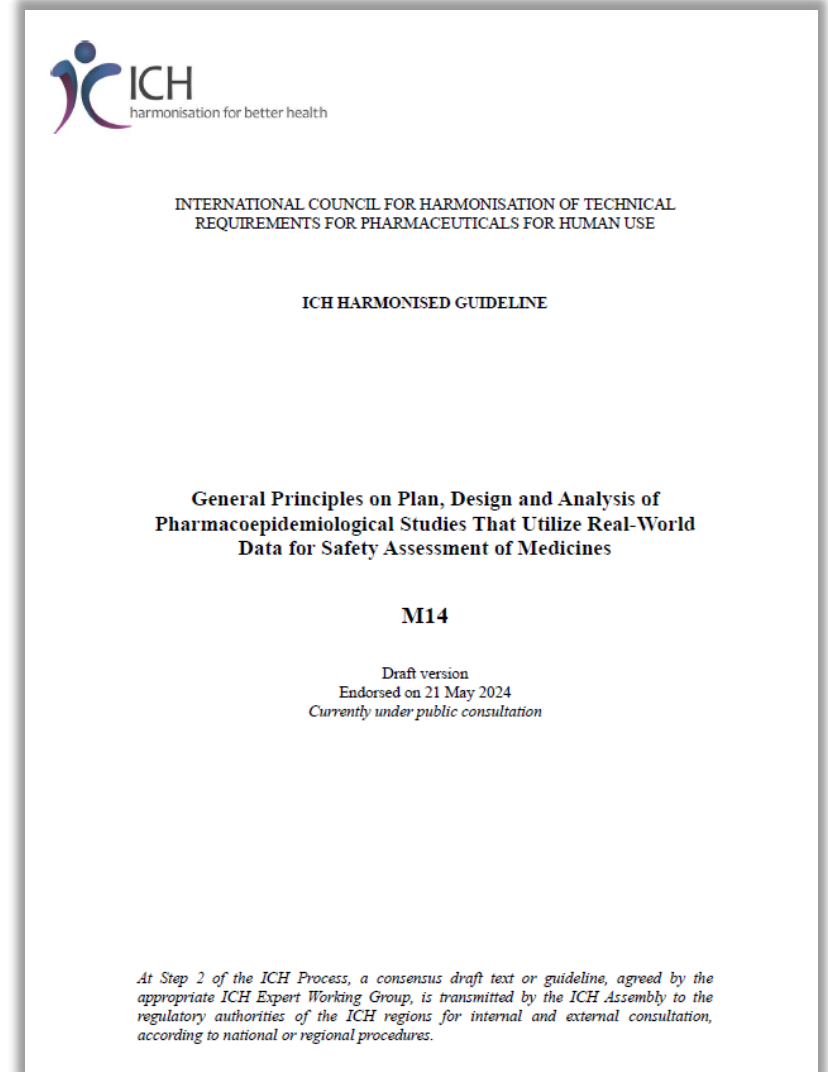 ICH
harmonisation for better health
INTERNATIONAL COUNCIL FOR HARMONISATION OF TECHNICAL
REQUIREMENTS FOR PHARMACEUTICALS FOR HUMAN USE
ICH HARMONISED GUIDELINE
General Principles on Plan, Design and Analysis of
Pharmacoepidemiological Studies That Utilize Real-World
Data for Safety Assessment of Medicines
M14
Draft version
Endorsed on 21 May 2024
Currently under public consultation
At Step 2 of the ICH Process, a consensus draft text or guideline, agreed by the
appropriate ICH Expert Working Group, is transmitted by the ICH Assembly to the
regulatory authorities of the ICH regions for internal and external consultation,
according to national or regional procedures.